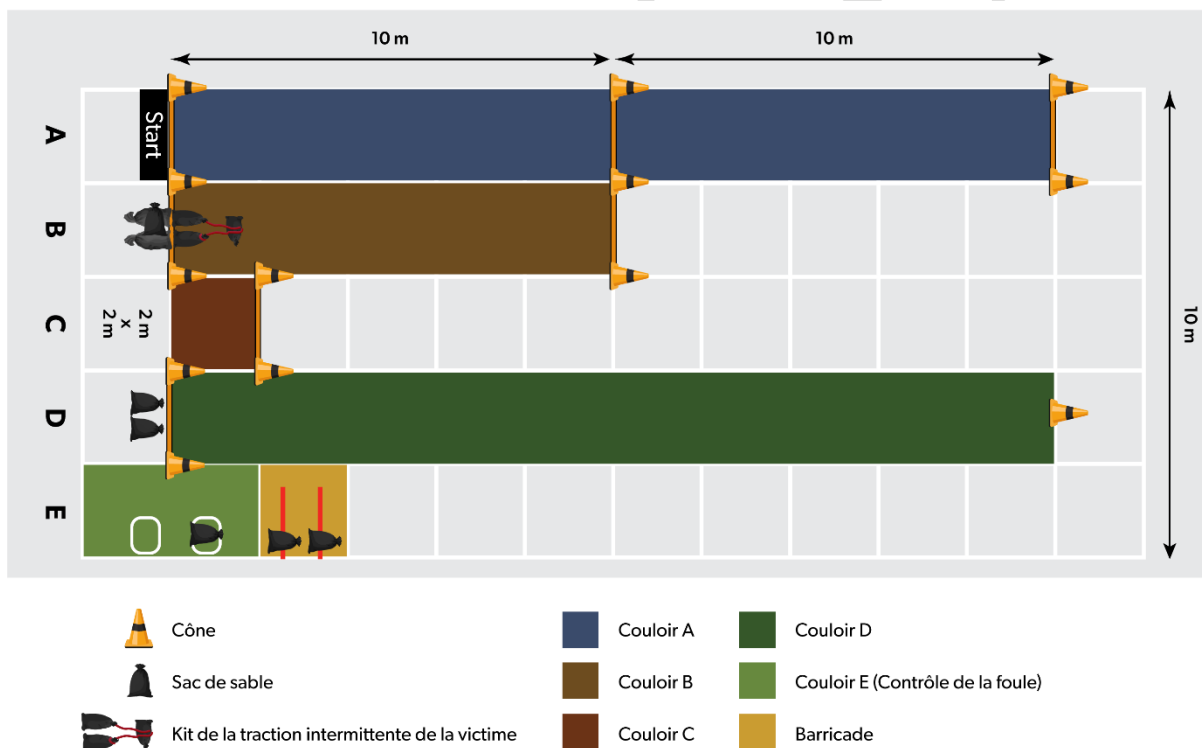 10 m
10 m
A
Start
B
C
2 m
x
2 m
D
E
10 m
Cône
Sac de sable
Kit de la traction intermittente de la victime
Couloir A
Couloir B
Couloir C
Couloir D
Couloir E (Contrôle de la foule)
Barricade